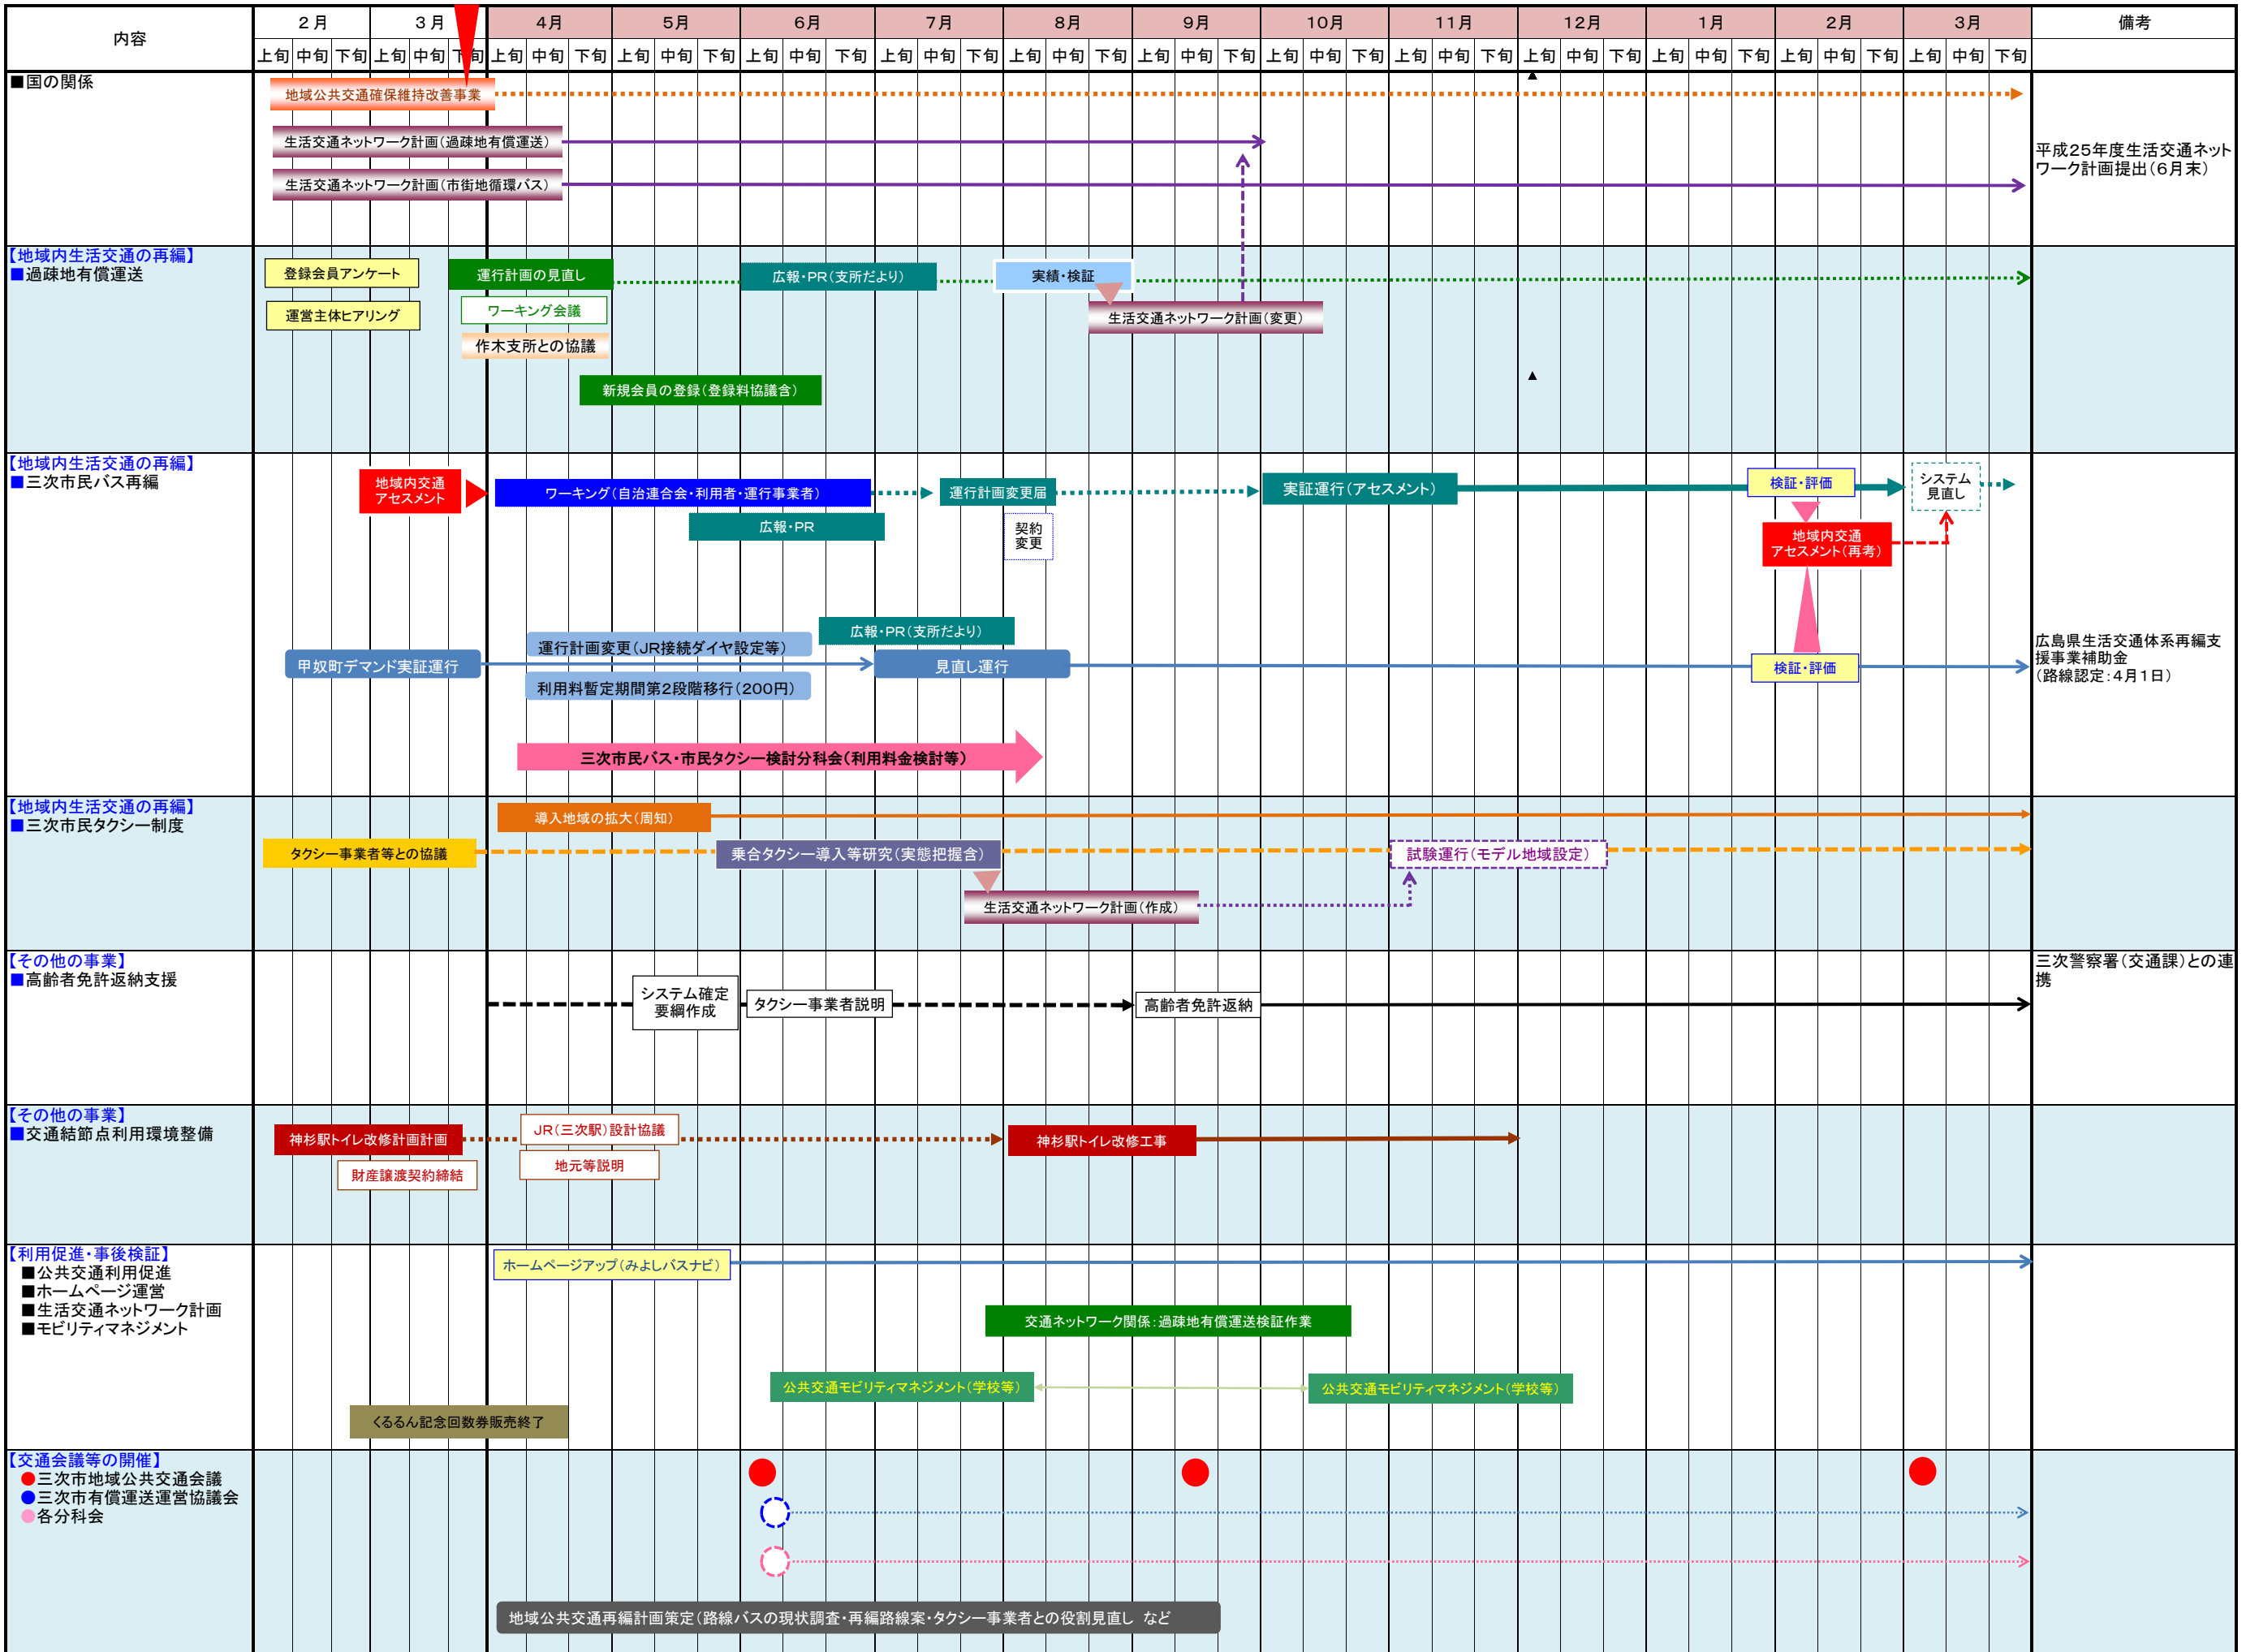 内容
２月 ３月 4月 5月 6月 7月 8月 9月 10月 11月 12月 1月 2月 3月 備考
上旬 中旬 下旬 上旬 中旬 下旬 上旬 中旬 下旬 上旬 中旬 下旬 上旬 中旬 下旬 上旬 中旬 下旬 上旬 中旬 下旬 上旬 中旬 下旬 上旬 中旬 下旬 上旬 中旬 下旬 上旬 中旬 下旬 上旬 中旬 下旬 上旬 中旬 下旬 上旬 中旬 下旬
■国の関係
地域公共交通確保維持改善事業
生活交通ネットワーク計画（過疎地有償運送）
生活交通ネットワーク計画（市街地循環バス）
平成25年度生活交通ネット
ワーク計画提出（6月末）
【地域内生活交通の再編】
■過疎地有償運送
登録会員アンケート
運行計画の見直し
広報・PR（支所だより）
実績・検証
運営主体ヒアリング
ワーキング会議
生活交通ネットワーク計画（変更）
作木支所との協議
新規会員の登録（登録料協議含）
【地域内生活交通の再編】
■三次市民バス再編
地域内交通
アセスメント
ワーキング（自治連合会・利用者・運行事業者）
運行計画変更届
実証運行（アセスメント）
検証・評価
システム
見直し
広報・PR
契約
変更
地域内交通
アセスメント（再考）
広報・PR（支所だより）
運行計画変更（JR接続ダイヤ設定等）
甲奴町デマンド実証運行
見直し運行
検証・評価
利用料暫定期間第2段階移行（200円）
広島県生活交通体系再編支
援事業補助金
（路線認定：4月1日）
三次市民バス・市民タクシー検討分科会（利用料金検討等）
【地域内生活交通の再編】
■三次市民タクシー制度
導入地域の拡大（周知）
タクシー事業者等との協議
乗合タクシー導入等研究（実態把握含）
試験運行（モデル地域設定）
生活交通ネットワーク計画（作成）
【その他の事業】
■高齢者免許返納支援
システム確定
要綱作成
タクシー事業者説明
高齢者免許返納
三次警察署（交通課）との連
携
【その他の事業】
■交通結節点利用環境整備
神杉駅トイレ改修計画計画
JR（三次駅）設計協議
神杉駅トイレ改修工事
財産譲渡契約締結
地元等説明
【利用促進・事後検証】
■公共交通利用促進
■ホームページ運営
■生活交通ネットワーク計画
■モビリティマネジメント
ホームページアップ（みよしバスナビ）
交通ネットワーク関係：過疎地有償運送検証作業
公共交通モビリティマネジメント（学校等）
公共交通モビリティマネジメント（学校等）
くるるん記念回数券販売終了
【交通会議等の開催】
●三次市地域公共交通会議
●三次市有償運送運営協議会
●各分科会
地域公共交通再編計画策定（路線バスの現状調査・再編路線案・タクシー事業者との役割見直し など